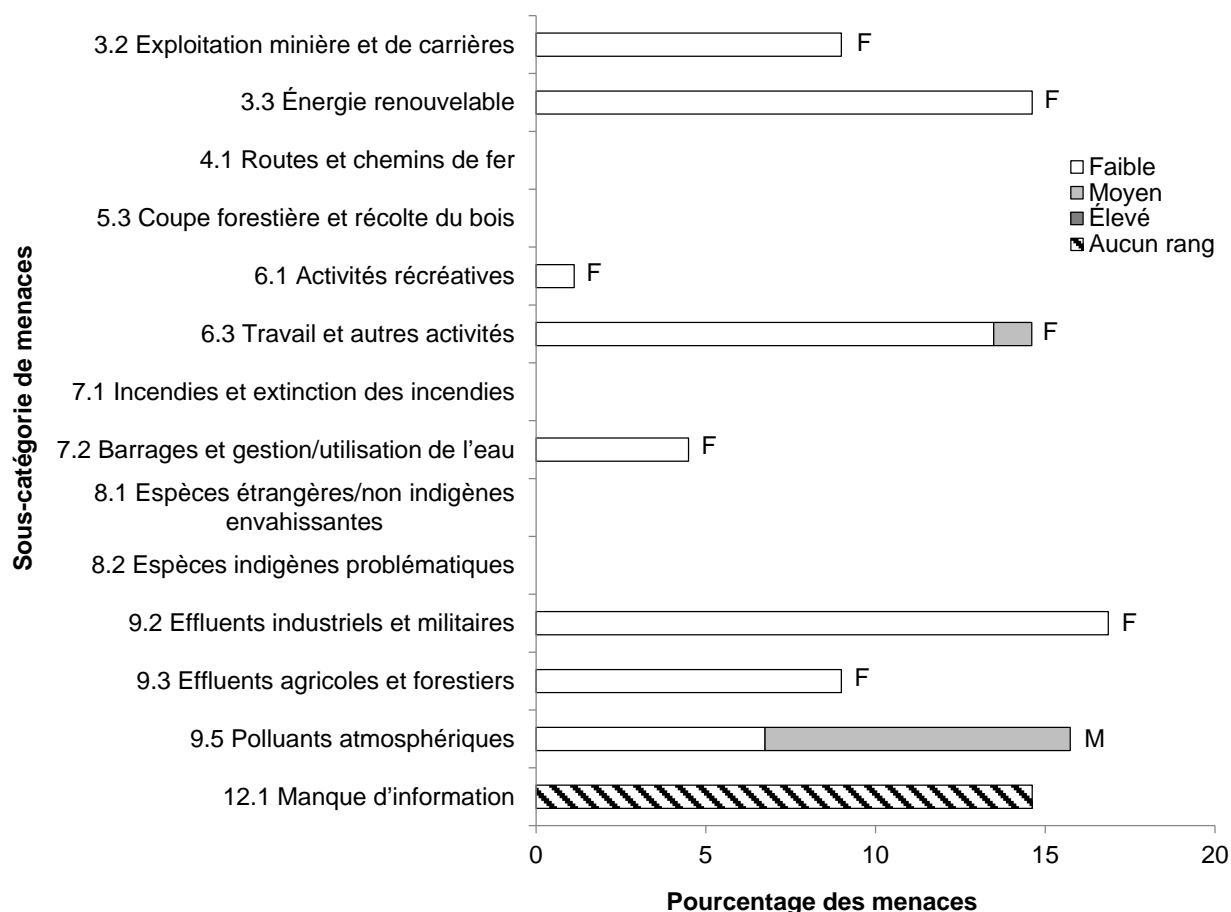 3.2 Exploitation minière et de carrières
F
3.3 Énergie renouvelable
F
4.1 Routes et chemins de fer
5.3 Coupe forestière et récolte du bois
6.1 Activités récréatives
F
6.3 Travail et autres activités
F
7.1 Incendies et extinction des incendies
7.2 Barrages et gestion/utilisation de l’eau
F
8.1 Espèces étrangères/non indigènes
envahissantes
8.2 Espèces indigènes problématiques
9.2 Effluents industriels et militaires
F
9.3 Effluents agricoles et forestiers
F
9.5 Polluants atmosphériques
M
12.1 Manque d’information
Sous-catégorie de menaces
Faible
Moyen
Élevé
Aucun rang
0 5 10 15 20
Pourcentage des menaces